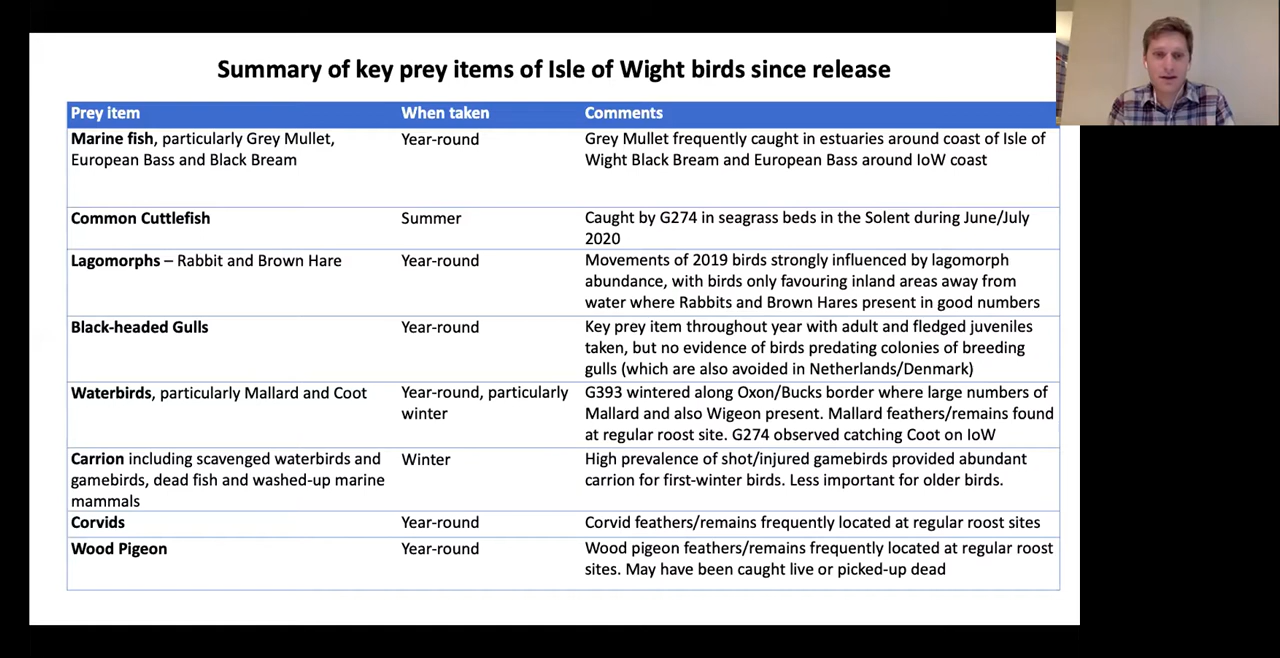 Summary of key prey items of Isle of Wight birds since release
Prey item When taken Comments
Marine fish, particularly Grey Mullet,
European Bass and Black Bream
Year-round
Grey Mullet frequently caught in estuaries around coast of Isle of
Wight Black Bream and European Bass around IoW coast
Common Cuttlefish
Summer
Caught by G274 in seagrass beds in the Solent during June/July
2020
Lagomorphs – Rabbit and Brown Hare
Year-round
Movements of 2019 birds strongly influenced by lagomorph
abundance, with birds only favouring inland areas away from
water where Rabbits and Brown Hares present in good numbers
Black-headed Gulls
Year-round
Key prey item throughout year with adult and fledged juveniles
taken, but no evidence of birds predating colonies of breeding
gulls (which are also avoided in Netherlands/Denmark)
Waterbirds, particularly Mallard and Coot
Year-round, particularly
winter
G393 wintered along Oxon/Bucks border where large numbers of
Mallard and also Wigeon present. Mallard feathers/remains found
at regular roost site. G274 observed catching Coot on IoW
Carrion including scavenged waterbirds and
gamebirds, dead fish and washed-up marine
mammals
Winter
High prevalence of shot/injured gamebirds provided abundant
carrion for first-winter birds. Less important for older birds.
Corvids
Year-round
Corvid feathers/remains frequently located at regular roost sites
Wood Pigeon
Year-round
Wood pigeon feathers/remains frequently located at regular roost
sites. May have been caught live or picked-up dead